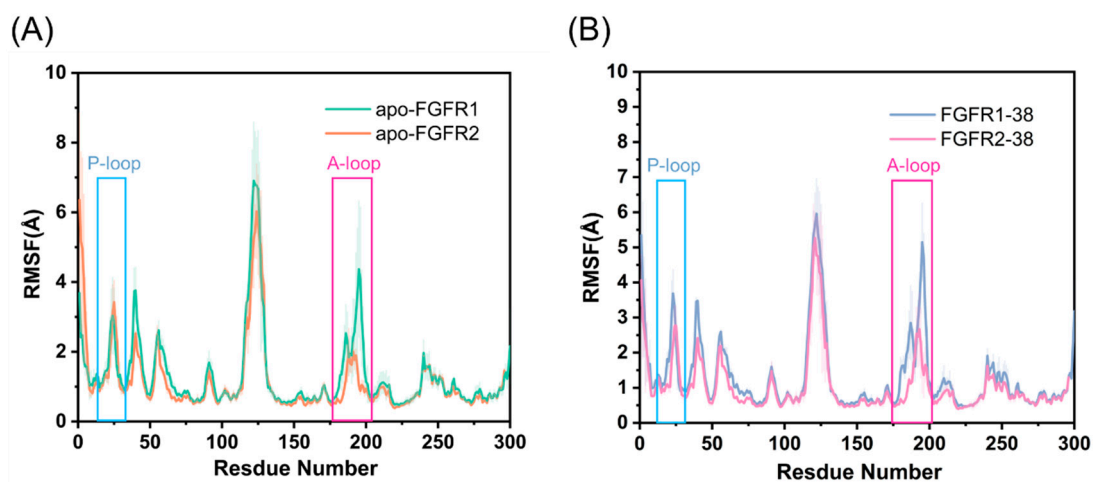 (A)
10
8
6
4
2
0
RMSF(Å)
apo-FGFR1
apo-FGFR2
P-loop
A-loop
0 50 100 150 200 250 300
Resdue Number
(B)
10
9
8
7
6
5
4
3
2
1
0
RMSF(Å)
FGFR1-38
FGFR2-38
P-loop
A-loop
0 50 100 150 200 250 300
Resdue Number